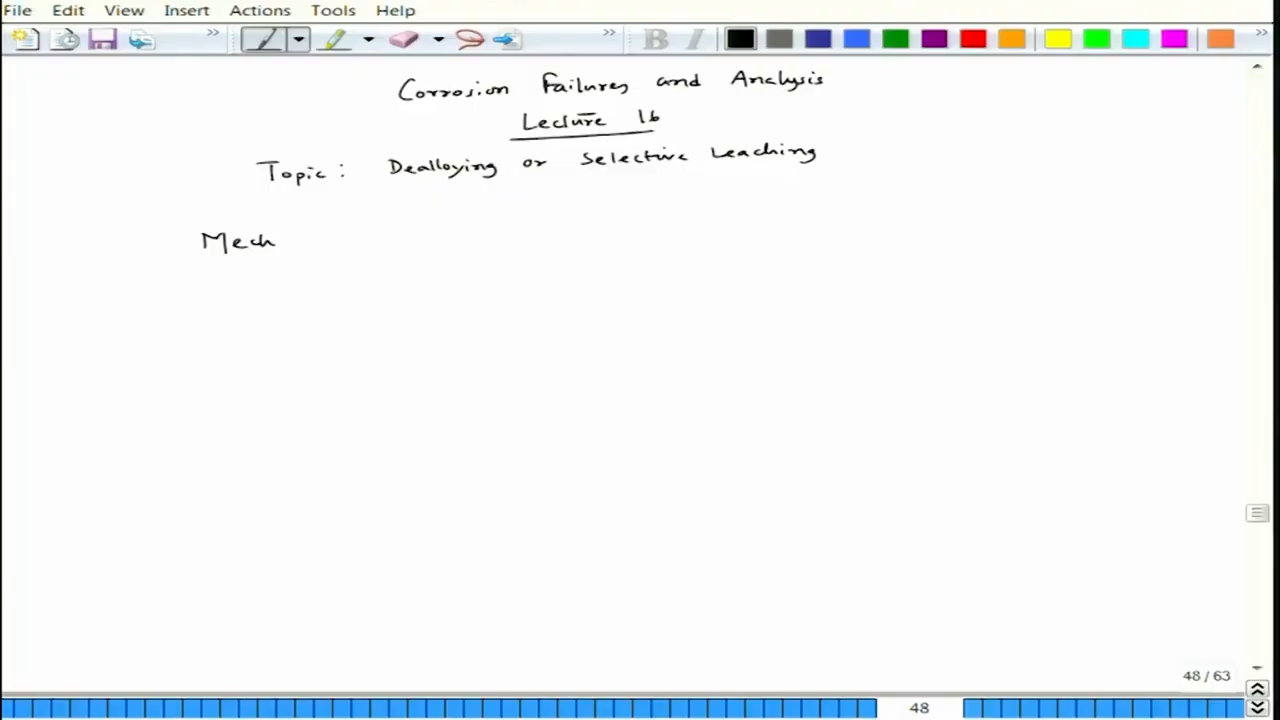 File Edit View Insert Actions Tools Help
B I
Corrosion Failures and Analysis
Lecture 16
Topic: Dealloying or Selective Leaching
Mech
48 / 63
48